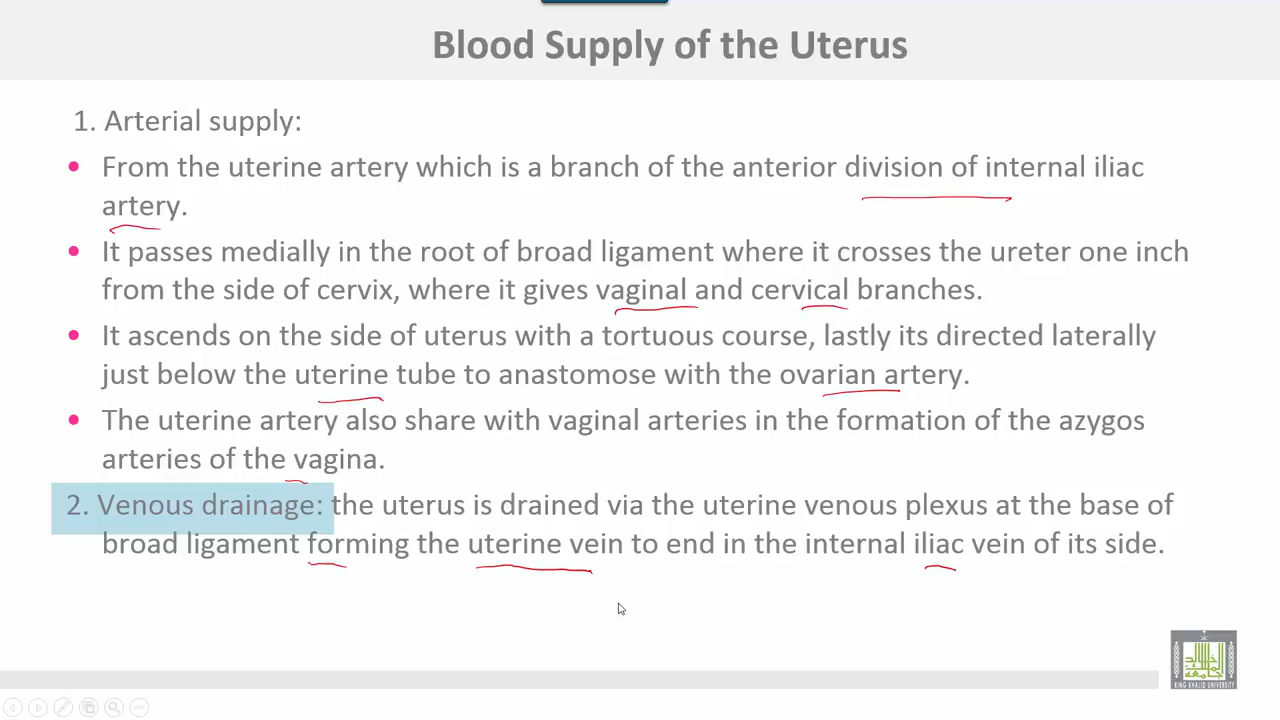 Blood Supply of the Uterus
1. Arterial supply:
• From the uterine artery which is a branch of the anterior division of internal iliac
artery.
• It passes medially in the root of broad ligament where it crosses the ureter one inch
from the side of cervix, where it gives vaginal and cervical branches.
• It ascends on the side of uterus with a tortuous course, lastly its directed laterally
just below the uterine tube to anastomose with the ovarian artery.
• The uterine artery also share with vaginal arteries in the formation of the azygos
arteries of the vagina.
2. Venous drainage: the uterus is drained via the uterine venous plexus at the base of
broad ligament forming the uterine vein to end in the internal iliac vein of its side.
KING KHALID UNIVERSITY